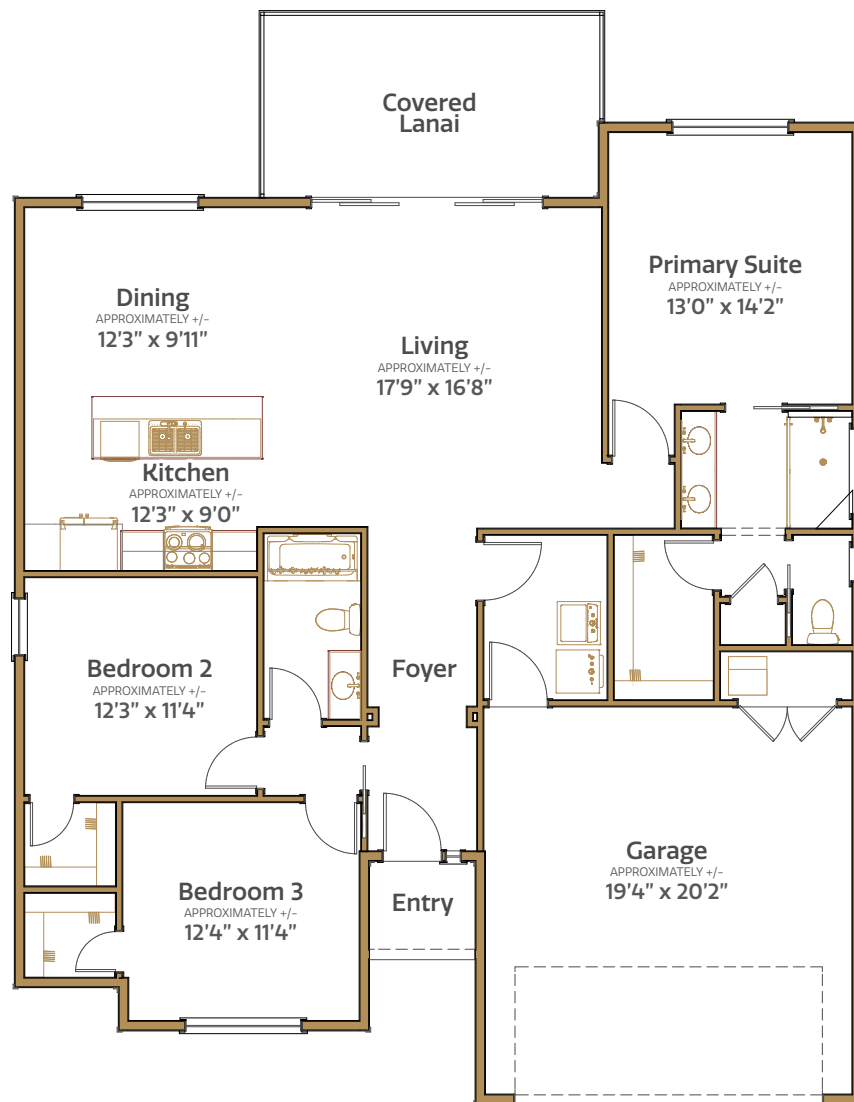 Covered
Lanai
Primary Suite
APPROXIMATELY +/-
13’0” x 14’2”
Dining
APPROXIMATELY +/-
12’3” x 9’11”
Living
APPROXIMATELY +/-
17’9” x 16’8”
Kitchen
APPROXIMATELY +/-
12’3” x 9’0”
Bedroom 2
APPROXIMATELY +/-
12’3” x 11’4”
Foyer
Garage
APPROXIMATELY +/-
19’4” x 20’2”
Bedroom 3
APPROXIMATELY +/-
12’4” x 11’4”
Entry